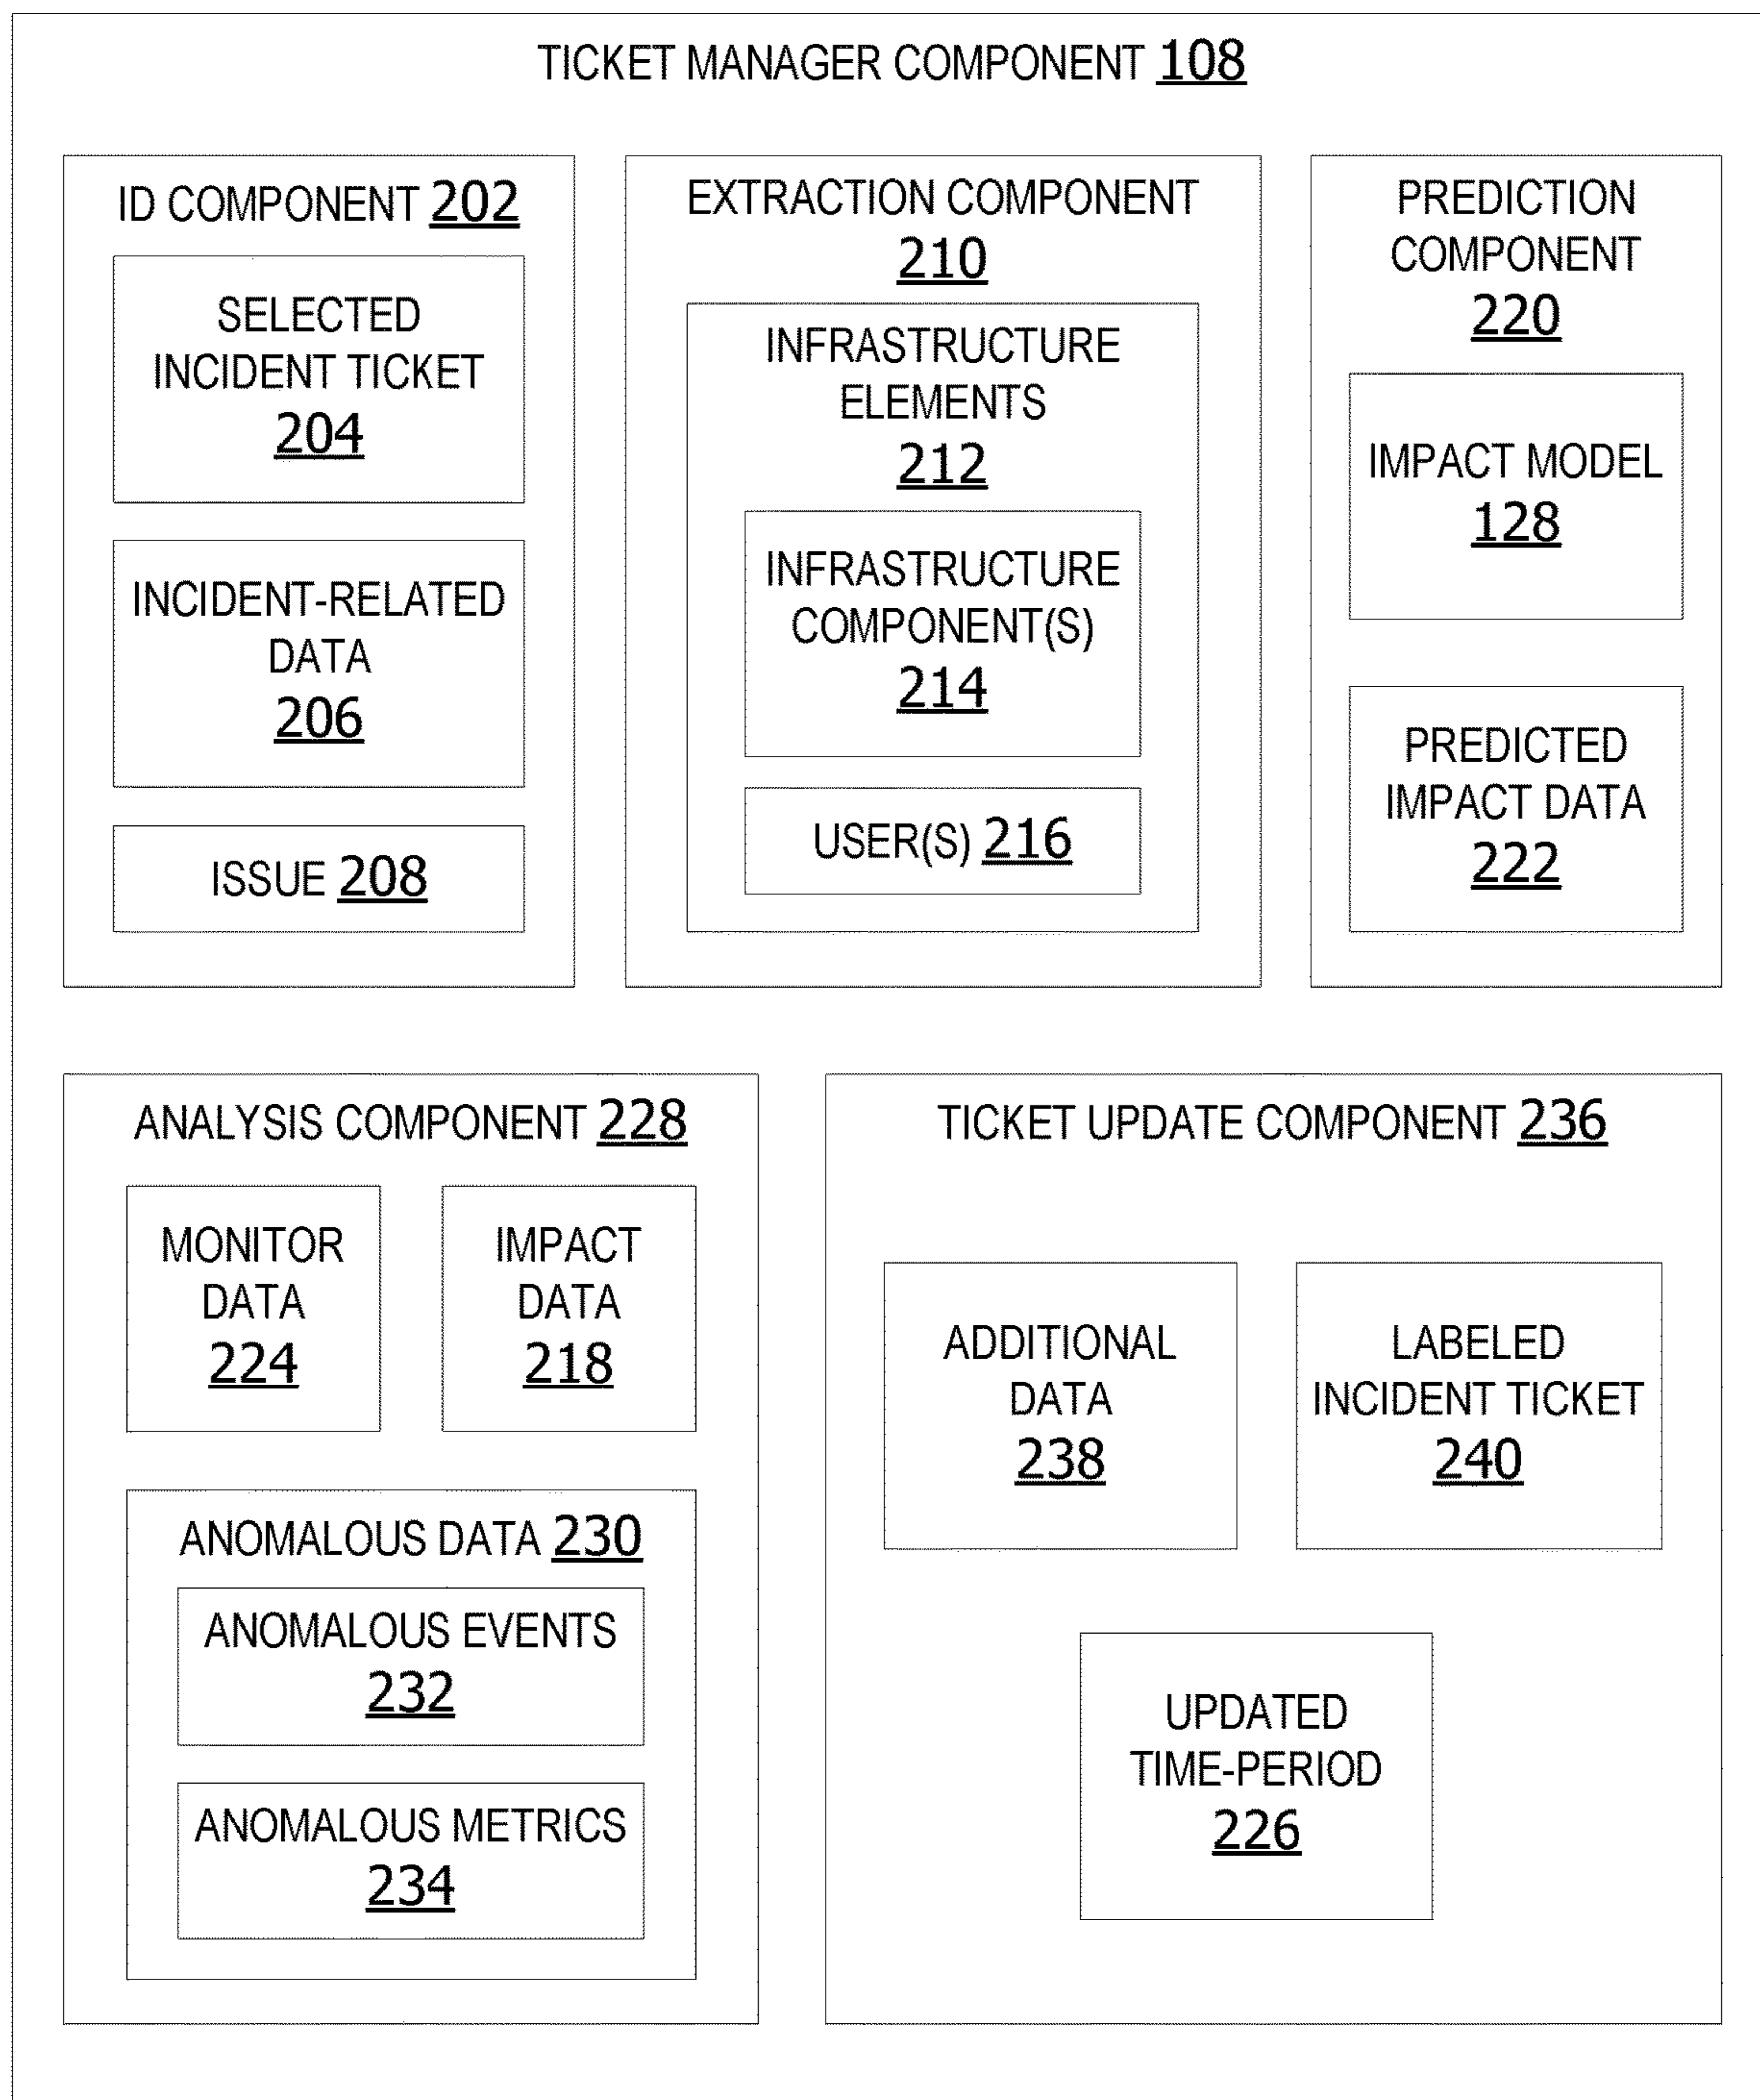 TICKET MANAGER COMPONENT 108
ID COMPONENT 202
SELECTED
INCIDENT TICKET
204
INCIDENT-RELATED
DATA
206
ISSUE 208
EXTRACTION COMPONENT
210
INFRASTRUCTURE
ELEMENTS
212
INFRASTRUCTURE
COMPONENT(S)
214
USER(S) 216
PREDICTION
COMPONENT
220
IMPACT MODEL
128
PREDICTED
IMPACT DATA
222
ANALYSIS COMPONENT 228
MONITOR
DATA
224
IMPACT
DATA
218
ANOMALOUS DATA 230
ANOMALOUS EVENTS
232
ANOMALOUS METRICS
234
TICKET UPDATE COMPONENT 236
ADDITIONAL
DATA
238
LABELED
INCIDENT TICKET
240
UPDATED
TIME-PERIOD
226